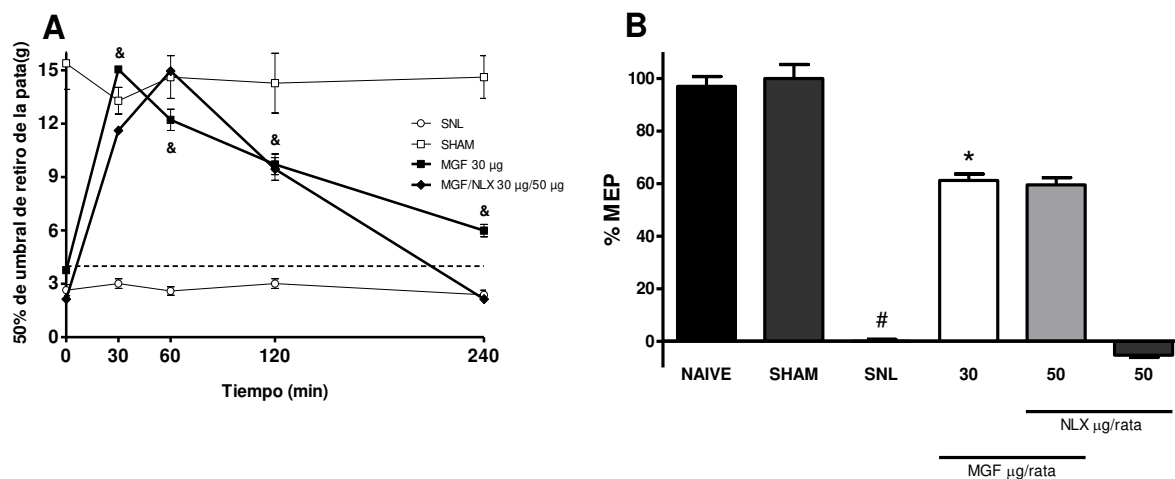 A
50% de umbral de retiro de la pata(g)
15
12
9
6
3
0
&
&
&
&
SNL
SHAM
MGF 30 µg
MGF/NLX 30 µg/50 µg
0 30 60 120 240
Tiempo (min)
B
% MEP
100
80
60
40
20
0
#
*
NAIVE SHAM SNL 30 50 50
NLX µg/rata
MGF µg/rata